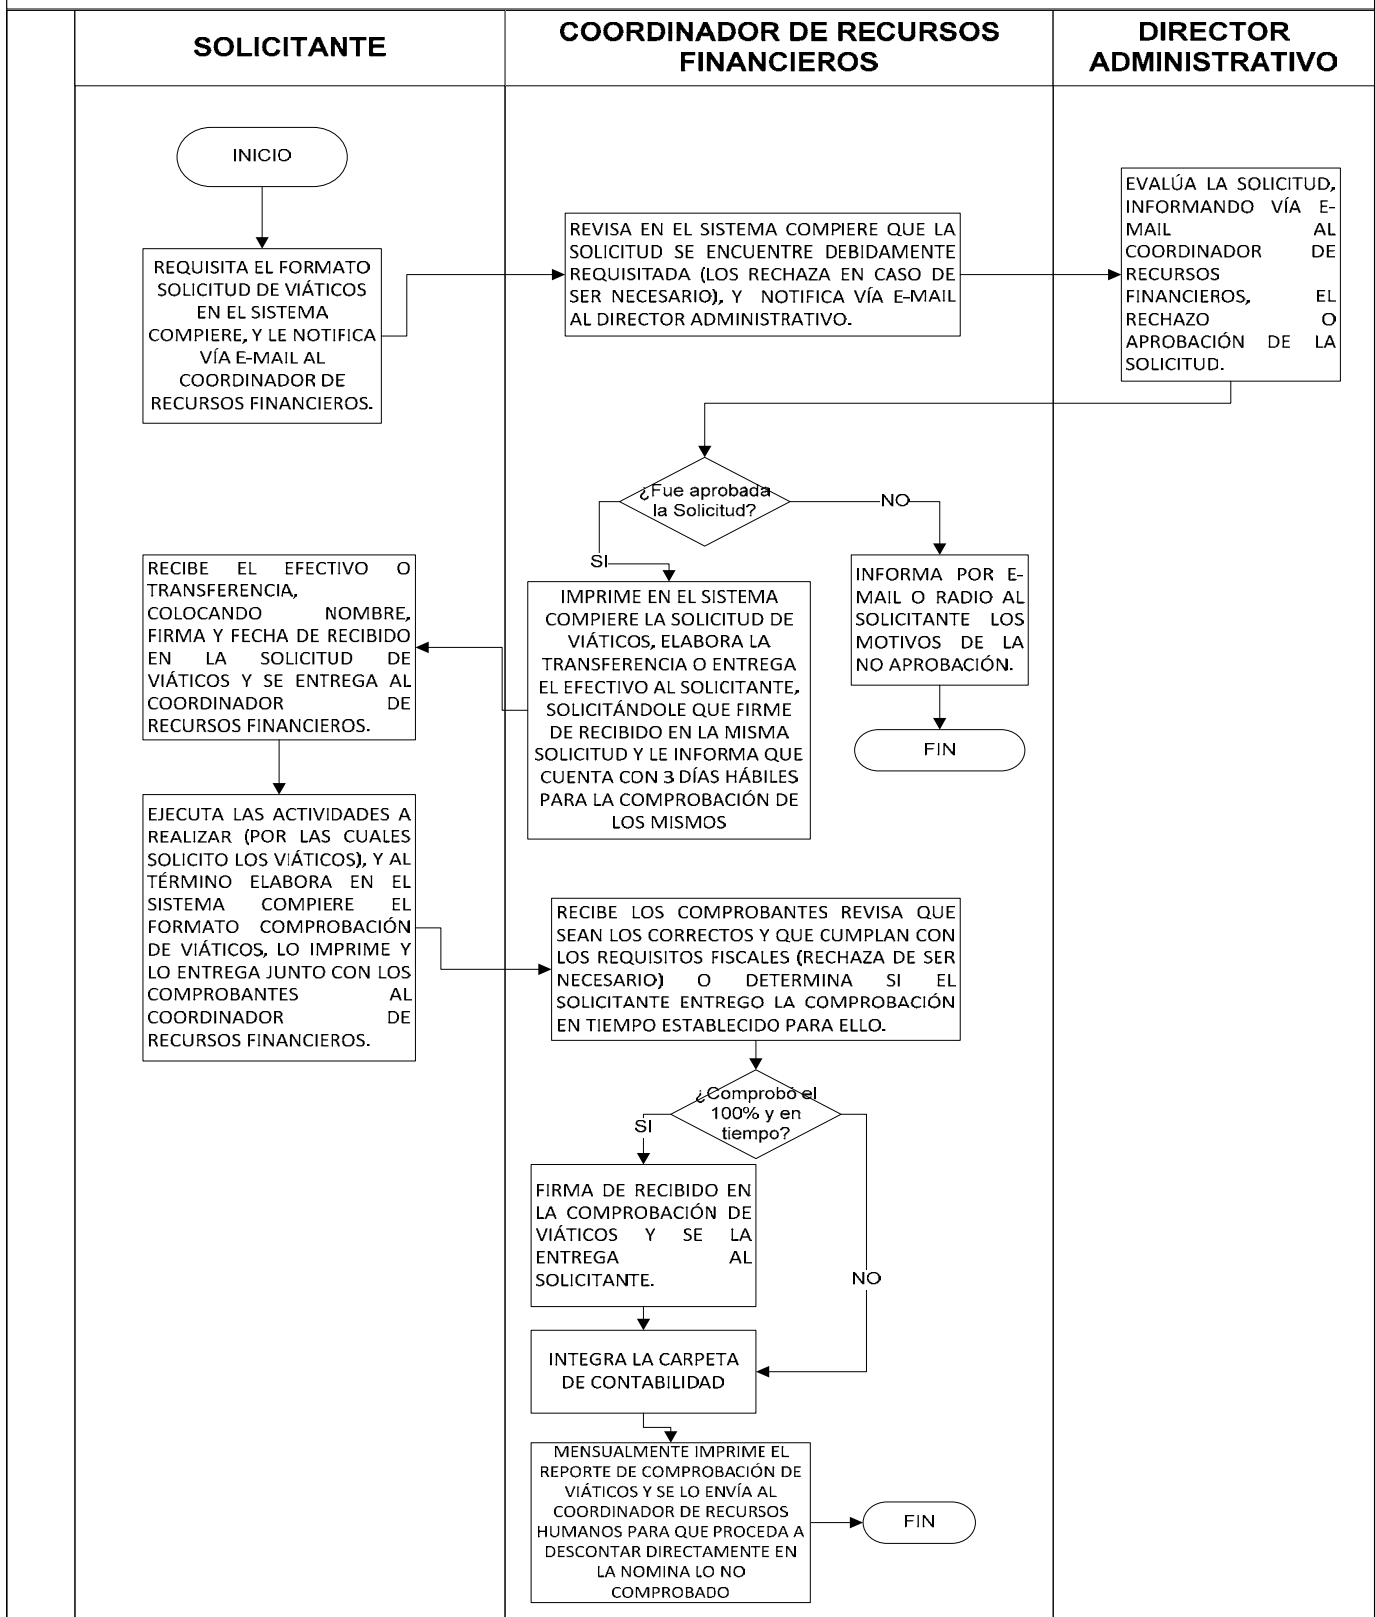 SOLICITANTE
COORDINADOR DE RECURSOS
FINANCIEROS
DIRECTOR
ADMINISTRATIVO
INICIO
REQUISITA EL FORMATO
SOLICITUD DE VIÁTICOS
EN EL SISTEMA
COMPIERE, Y LE NOTIFICA
VÍA E-MAIL AL
COORDINADOR DE
RECURSOS FINANCIEROS.
REVISA EN EL SISTEMA COMPIERE QUE LA
SOLICITUD SE ENCUENTRE DEBIDAMENTE
REQUISITADA (LOS RECHAZA EN CASO DE
SER NECESARIO), Y NOTIFICA VÍA E-MAIL
AL DIRECTOR ADMINISTRATIVO.
EVALÚA LA SOLICITUD,
INFORMANDO VÍA E-
MAIL AL
COORDINADOR DE
RECURSOS
FINANCIEROS, EL
RECHAZO O
APROBACIÓN DE LA
SOLICITUD.
¿Fue aprobada
la Solicitud?
NO
SI
INFORMA POR E-
MAIL O RADIO AL
SOLICITANTE LOS
MOTIVOS DE LA
NO APROBACIÓN.
FIN
IMPRIME EN EL SISTEMA
COMPIERE LA SOLICITUD DE
VIÁTICOS, ELABORA LA
TRANSFERENCIA O ENTREGA
EL EFECTIVO AL SOLICITANTE,
SOLICITÁNDOLE QUE FIRME
DE RECIBIDO EN LA MISMA
SOLICITUD Y LE INFORMA QUE
CUENTA CON 3 DÍAS HÁBILES
PARA LA COMPROBACIÓN DE
LOS MISMOS
RECIBE EL EFECTIVO O
TRANSFERENCIA,
COLOCANDO NOMBRE,
FIRMA Y FECHA DE RECIBIDO
EN LA SOLICITUD DE
VIÁTICOS Y SE ENTREGA AL
COORDINADOR DE
RECURSOS FINANCIEROS.
EJECUTA LAS ACTIVIDADES A
REALIZAR (POR LAS CUALES
SOLICITO LOS VIÁTICOS), Y AL
TÉRMINO ELABORA EN EL
SISTEMA COMPIERE EL
FORMATO COMPROBACIÓN
DE VIÁTICOS, LO IMPRIME Y
LO ENTREGA JUNTO CON LOS
COMPROBANTES AL
COORDINADOR DE
RECURSOS FINANCIEROS.
RECIBE LOS COMPROBANTES REVISA QUE
SEAN LOS CORRECTOS Y QUE CUMPLAN CON
LOS REQUISITOS FISCALES (RECHAZA DE SER
NECESARIO) O DETERMINA SI EL
SOLICITANTE ENTREGO LA COMPROBACIÓN
EN TIEMPO ESTABLECIDO PARA ELLO.
¿Comprobó el
100% y en
tiempo?
SI
NO
FIRMA DE RECIBIDO EN
LA COMPROBACIÓN DE
VIÁTICOS Y SE LA
ENTREGA AL
SOLICITANTE.
INTEGRA LA CARPETA
DE CONTABILIDAD
MENSUALMENTE IMPRIME EL
REPORTE DE COMPROBACIÓN DE
VIÁTICOS Y SE LO ENVÍA AL
COORDINADOR DE RECURSOS
HUMANOS PARA QUE PROCEDA A
DESCONTAR DIRECTAMENTE EN
LA NOMINA LO NO
COMPROBADO
FIN